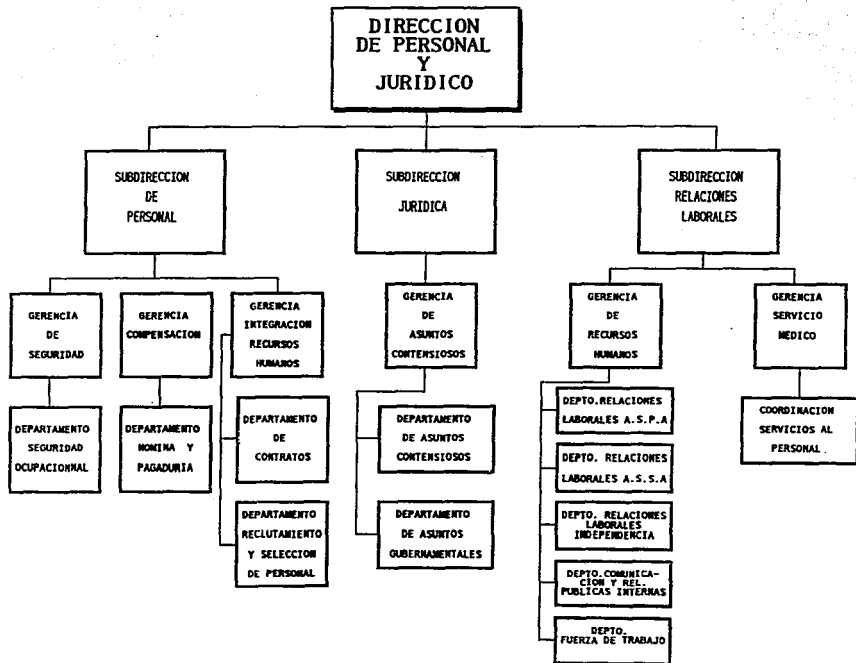 DIRECCION
DE PERSONAL
Y
JURIDICO
SUBDIRECCION
DE
PERSONAL
SUBDIRECCION
JURIDICA
SUBDIRECCION
RELACIONES
LABORALES
GERENCIA
DE
SEGURIDAD
GERENCIA
COMPENSACION
GERENCIA
INTEGRACION
RECURSOS
HUMANOS
GERENCIA
DE
ASUNTOS
CONTENSIOSOS
GERENCIA
DE
RECURSOS
HUMANOS
GERENCIA
SERVICIO
MEDICO
DEPARTAMENTO
SEGURIDAD
OCUPACIONNAL
DEPARTAMENTO
NOMINA Y
PAGADURIA
DEPARTAMENTO
DE
CONTRATOS
DEPARTAMENTO
RECLUTAMIENTO
Y SELECCION
DE PERSONAL
DEPARTAMENTO
DE ASUNTOS
CONTENSIOSOS
DEPARTAMENTO
DE ASUNTOS
GUBERNAMENTALES
DEPTO.RELACIONES
LABORALES A.S.P.A
DEPTO. RELACIONES
LABORALES A.S.S.A
DEPTO. RELACIONES
LABORALES
INDEPENDENCIA
DEPTO.COMUNICA-
CION Y REL.
PUBLICAS INTERNAS
DEPTO.
FUERZA DE TRABAJO
COORDINACION
SERVICIOS AL
PERSONAL.